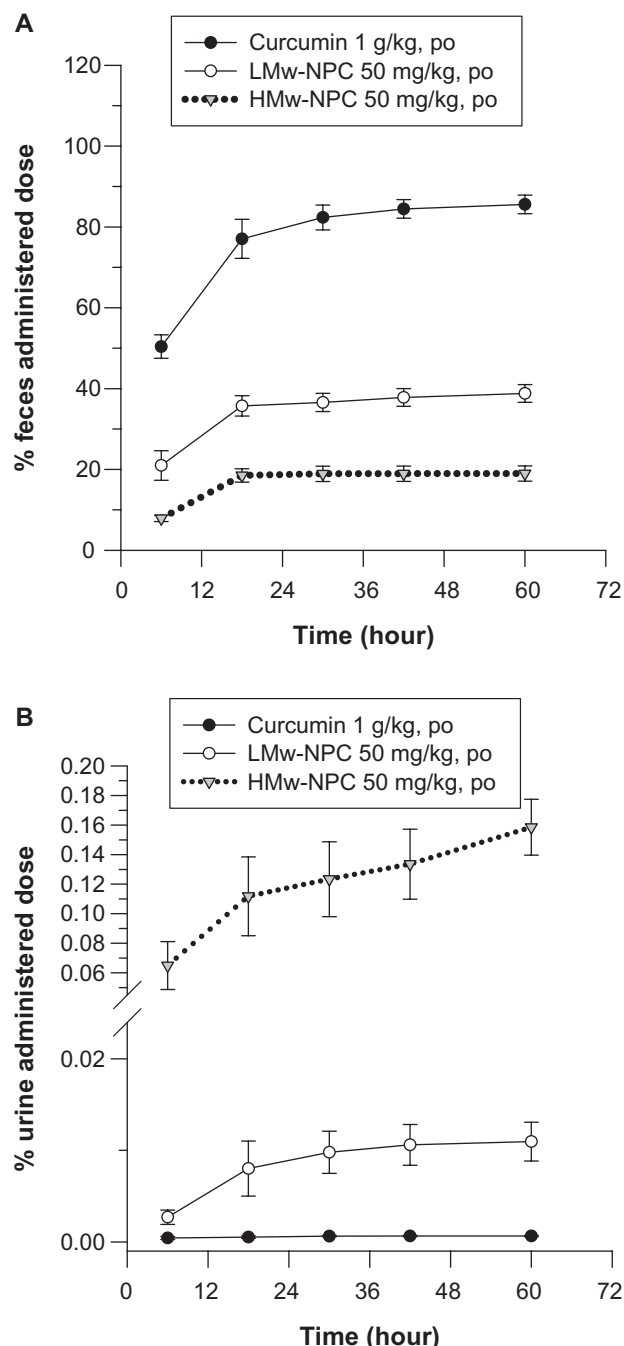 A
Curcumin 1 g/kg, po
LMw-NPC 50 mg/kg, po
HMw-NPC 50 mg/kg, po
120
100
80
60
40
20
0
% feces administered dose
0 12 24 36 48 60 72
Time (hour)
B
Curcumin 1 g/kg, po
LMw-NPC 50 mg/kg, po
HMw-NPC 50 mg/kg, po
0.20
0.18
0.16
0.14
0.12
0.10
0.08
0.06
0.02
0.00
% urine administered dose
0 12 24 36 48 60 72
Time (hour)